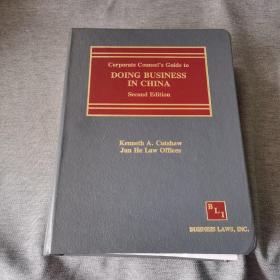 Corporate Counsel's Guide to
DOING BUSINESS
IN CHINA
Second Edition
Kenneth A. Cutshaw
Jun He Law Offices
B
L
I
BUSINESS LAWS, INC.